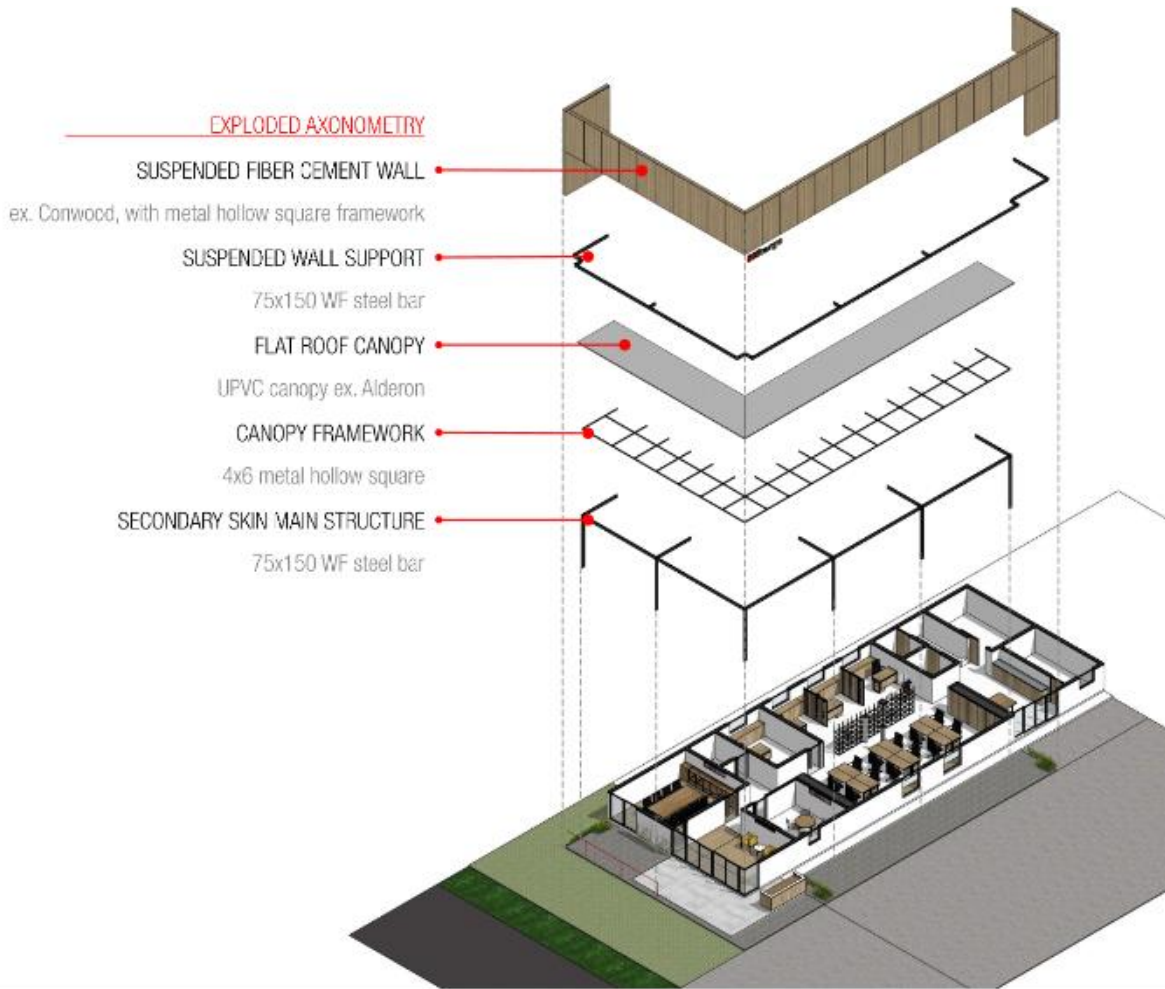 EXPLODED AXONOMETRY
SUSPENDED FIBER CEMENT WALL
ex. Conwood, with metal hollow square framework
SUSPENDED WALL SUPPORT
75x150 WF steel bar
FLAT ROOF CANOPY
UPVC canopy ex. Alderon
CANOPY FRAMEWORK
4x6 metal hollow square
SECONDARY SKIN MAIN STRUCTURE
75x150 WF steel bar